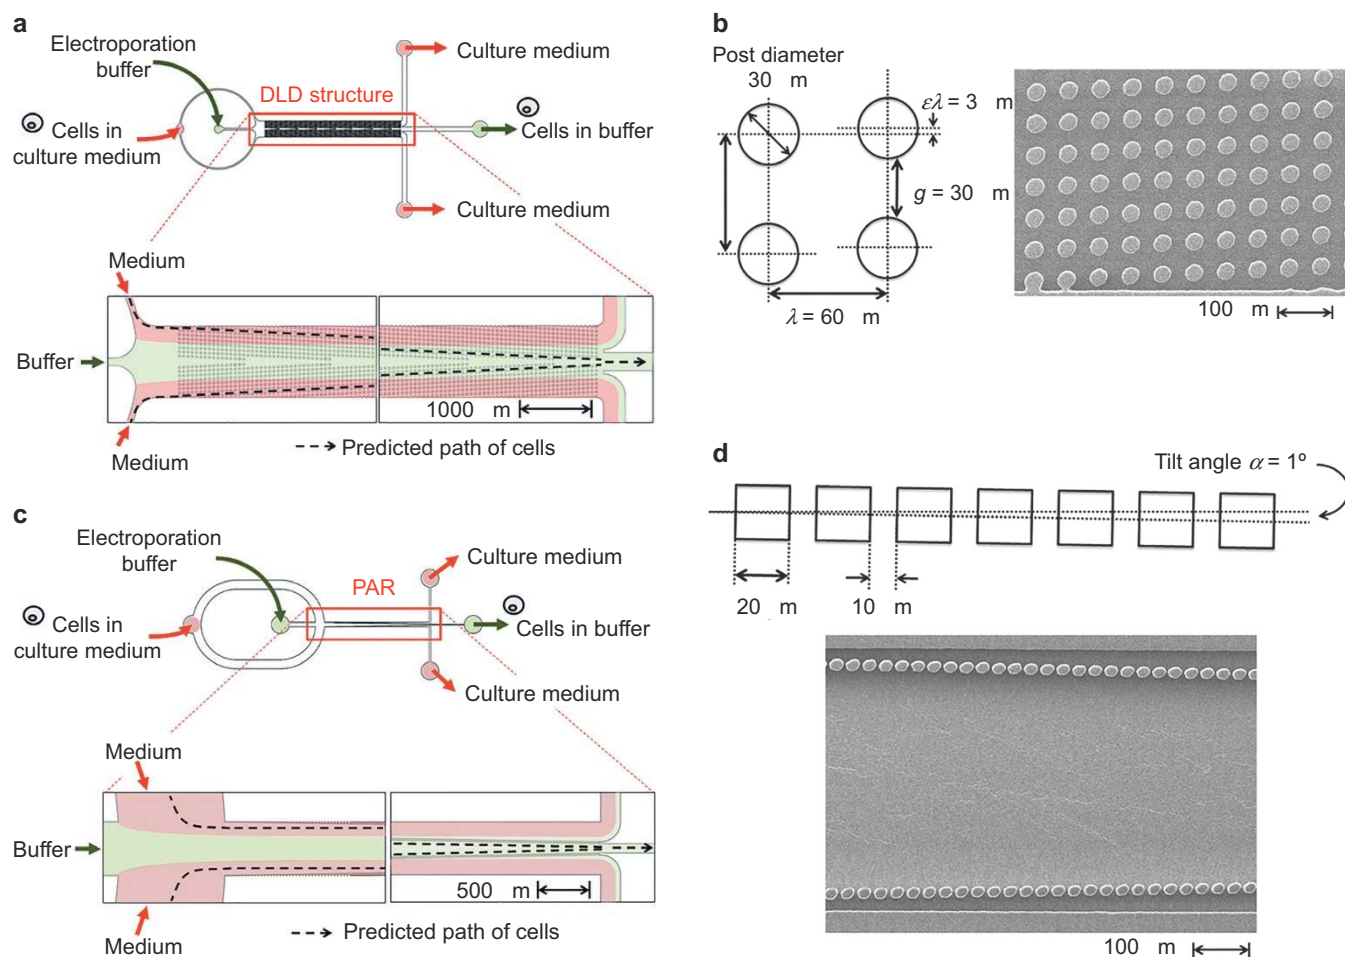 a
Electroporation
buffer
Culture medium
DLD structure
Cells in
culture medium
Cells in buffer
Culture medium
Medium
Buffer
1000 m
Predicted path of cells
Medium
b
Post diameter
30 m
ελ = 3 m
g = 30 m
λ = 60 m
100 m
c
Electroporation
buffer
Culture medium
PAR
Cells in
culture medium
Cells in buffer
Culture medium
Medium
Buffer
500 m
Predicted path of cells
Medium
d
Tilt angle α = 1º
20 m
10 m
100 m